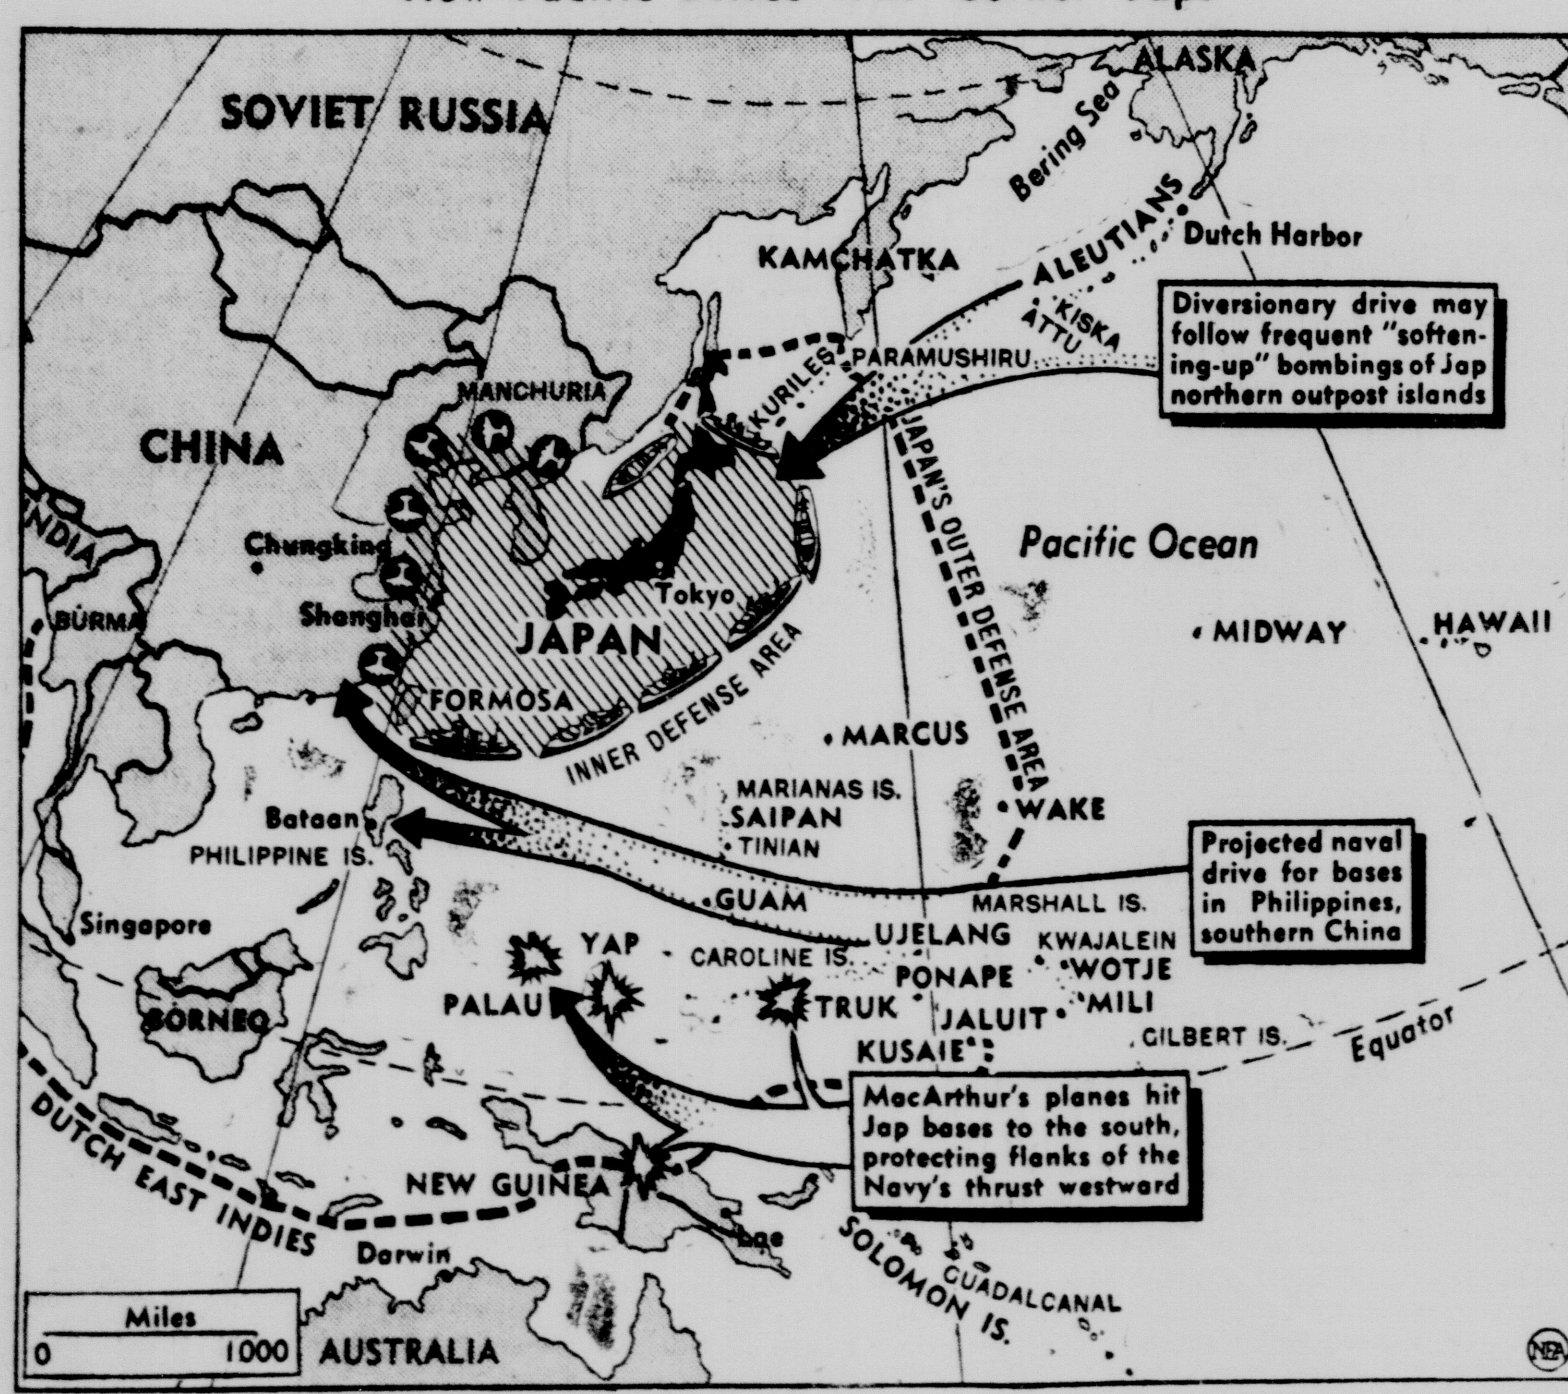 ALASKA
SOVIET RUSSIA
Bering Sea
ALEUTIANS
Dutch Harbor
KAMCHATKA
KISKA
ATTU
Diversionary drive may
follow frequent "soften-
ing-up" bombings of Jap
northern outpost islands
PARAMUSHIRU
KURILES
MANCHURIA
CHINA
JAPAN'S OUTER DEFENSE AREA
INDIA
Chungking
Pacific Ocean
BURMA
Shanghai
Tokyo
JAPAN
MIDWAY
HAWAII
FORMOSA
INNER DEFENSE AREA
MARCUS
MARIANAS IS.
SAIPAN
TINIAN
WAKE
Bataan
PHILIPPINE IS.
Projected naval
drive for bases
in Philippines,
southern China
GUAM
MARSHALL IS.
Singapore
YAP
CAROLINE IS.
UJELANG
KWAJALEIN
PONAPE
WOTJE
PALAU
TRUK
JALUIT
MILI
BORNEO
KUSAIE
GILBERT IS.
Equator
MacArthur's planes hit
Jap bases to the south,
protecting flanks of the
Navy's thrust westward
DUTCH EAST INDIES
NEW GUINEA
Lae
Darwin
SOLOMON IS.
GUADALCANAL
Miles
0 1000
AUSTRALIA
NEA